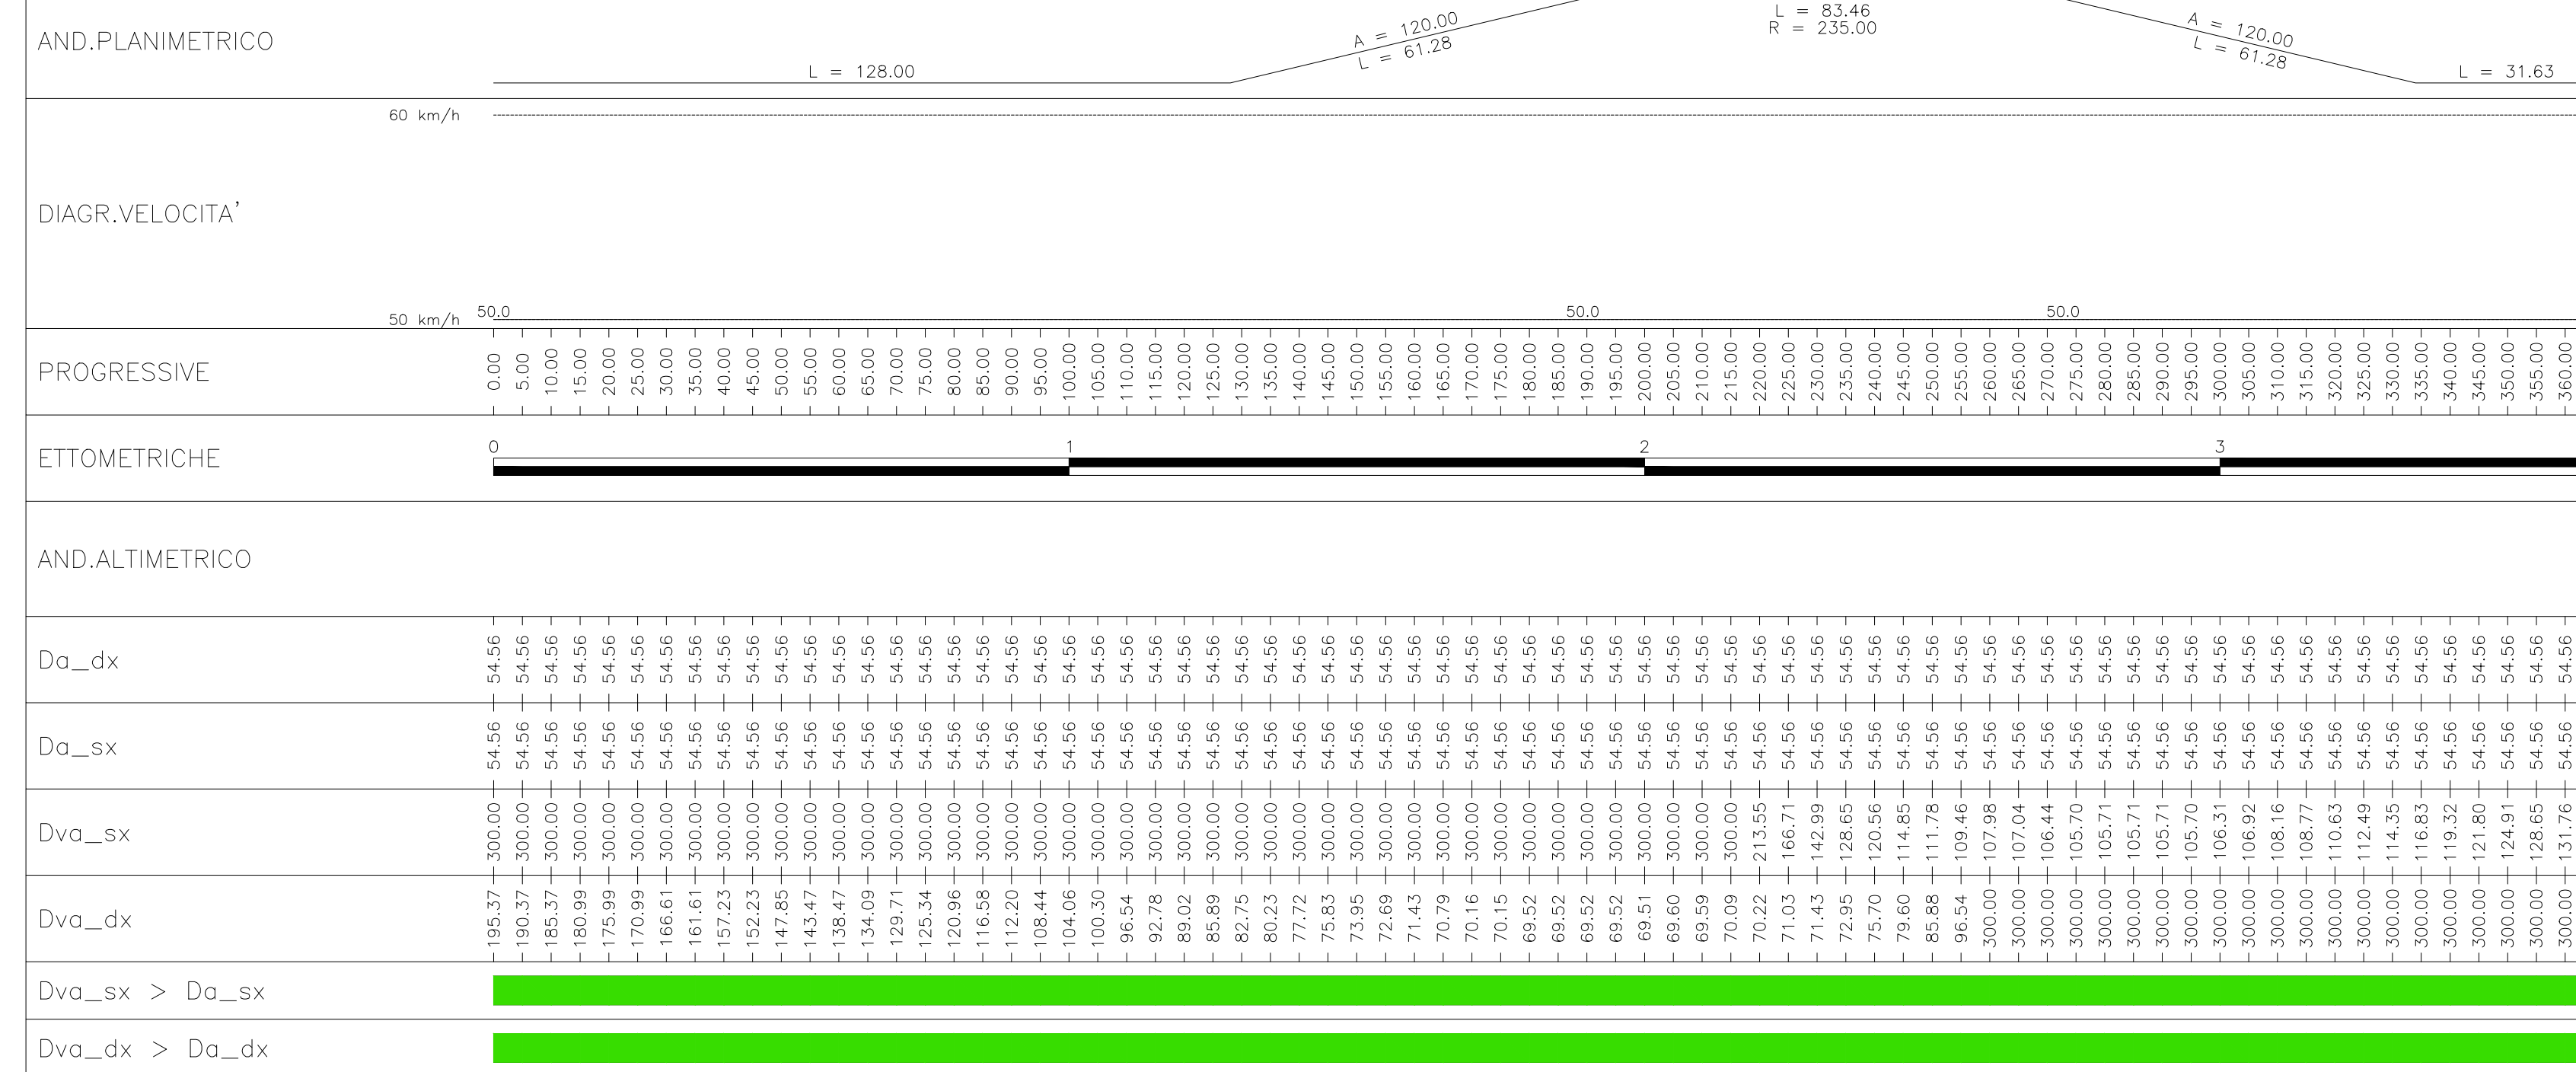 A = 120.00
L = 61.28
L = 83.46
R = 235.00
A = 120.00
L = 61.28
AND.PLANIMETRICO
L = 128.00
L = 31.63
60 km/h
DIAGR.VELOCITA'
50 km/h 50.0 50.0 50.0
PROGRESSIVE 0.00 5.00 10.00 15.00 20.00 25.00 30.00 35.00 40.00 45.00 50.00 55.00 60.00 65.00 70.00 75.00 80.00 85.00 90.00 95.00 100.00 105.00 110.00 115.00 120.00 125.00 130.00 135.00 140.00 145.00 150.00 155.00 160.00 165.00 170.00 175.00 180.00 185.00 190.00 195.00 200.00 205.00 210.00 215.00 220.00 225.00 230.00 235.00 240.00 245.00 250.00 255.00 260.00 265.00 270.00 275.00 280.00 285.00 290.00 295.00 300.00 305.00 310.00 315.00 320.00 325.00 330.00 335.00 340.00 345.00 350.00 355.00 360.00
0 1 2 3
ETTOMETRICHE
AND.ALTIMETRICO
Da_dx 54.56 54.56 54.56 54.56 54.56 54.56 54.56 54.56 54.56 54.56 54.56 54.56 54.56 54.56 54.56 54.56 54.56 54.56 54.56 54.56 54.56 54.56 54.56 54.56 54.56 54.56 54.56 54.56 54.56 54.56 54.56 54.56 54.56 54.56 54.56 54.56 54.56 54.56 54.56 54.56 54.56 54.56 54.56 54.56 54.56 54.56 54.56 54.56 54.56 54.56 54.56 54.56 54.56 54.56 54.56 54.56 54.56 54.56 54.56 54.56 54.56 54.56 54.56 54.56 54.56 54.56 54.56 54.56 54.56 54.56 54.56 54.56 54.56
Da_sx 54.56 54.56 54.56 54.56 54.56 54.56 54.56 54.56 54.56 54.56 54.56 54.56 54.56 54.56 54.56 54.56 54.56 54.56 54.56 54.56 54.56 54.56 54.56 54.56 54.56 54.56 54.56 54.56 54.56 54.56 54.56 54.56 54.56 54.56 54.56 54.56 54.56 54.56 54.56 54.56 54.56 54.56 54.56 54.56 54.56 54.56 54.56 54.56 54.56 54.56 54.56 54.56 54.56 54.56 54.56 54.56 54.56 54.56 54.56 54.56 54.56 54.56 54.56 54.56 54.56 54.56 54.56 54.56 54.56 54.56 54.56 54.56 54.56
Dva_sx 300.00 300.00 300.00 300.00 300.00 300.00 300.00 300.00 300.00 300.00 300.00 300.00 300.00 300.00 300.00 300.00 300.00 300.00 300.00 300.00 300.00 300.00 300.00 300.00 300.00 300.00 300.00 300.00 300.00 300.00 300.00 300.00 300.00 300.00 300.00 300.00 300.00 300.00 300.00 300.00 300.00 300.00 300.00 300.00 213.55 166.71 142.99 128.65 120.56 114.85 111.78 109.46 107.98 107.04 106.44 105.70 105.71 105.71 105.71 105.70 106.31 106.92 108.16 108.77 110.63 112.49 114.35 116.83 119.32 121.80 124.91 128.65 131.76
Dva_dx 195.37 190.37 185.37 180.99 175.99 170.99 166.61 161.61 157.23 152.23 147.85 143.47 138.47 134.09 129.71 125.34 120.96 116.58 112.20 108.44 104.06 100.30 96.54 92.78 89.02 85.89 82.75 80.23 77.72 75.83 73.95 72.69 71.43 70.79 70.16 70.15 69.52 69.52 69.52 69.52 69.51 69.60 69.59 70.09 70.22 71.03 71.43 72.95 75.70 79.60 85.88 96.54 300.00 300.00 300.00 300.00 300.00 300.00 300.00 300.00 300.00 300.00 300.00 300.00 300.00 300.00 300.00 300.00 300.00 300.00 300.00 300.00 300.00
Dva_sx > Da_sx
Dva_dx > Da_dx